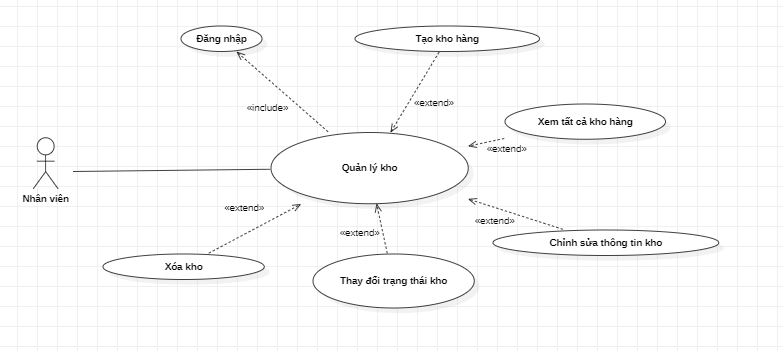 Đăng nhập
Tạo kho hàng
«include»
«extend»
Xem tất cả kho hàng
«extend»
Quản lý kho
Nhân viên
«extend»
«extend»
«extend»
Chỉnh sửa thông tin kho
Xóa kho
Thay đổi trạng thái kho